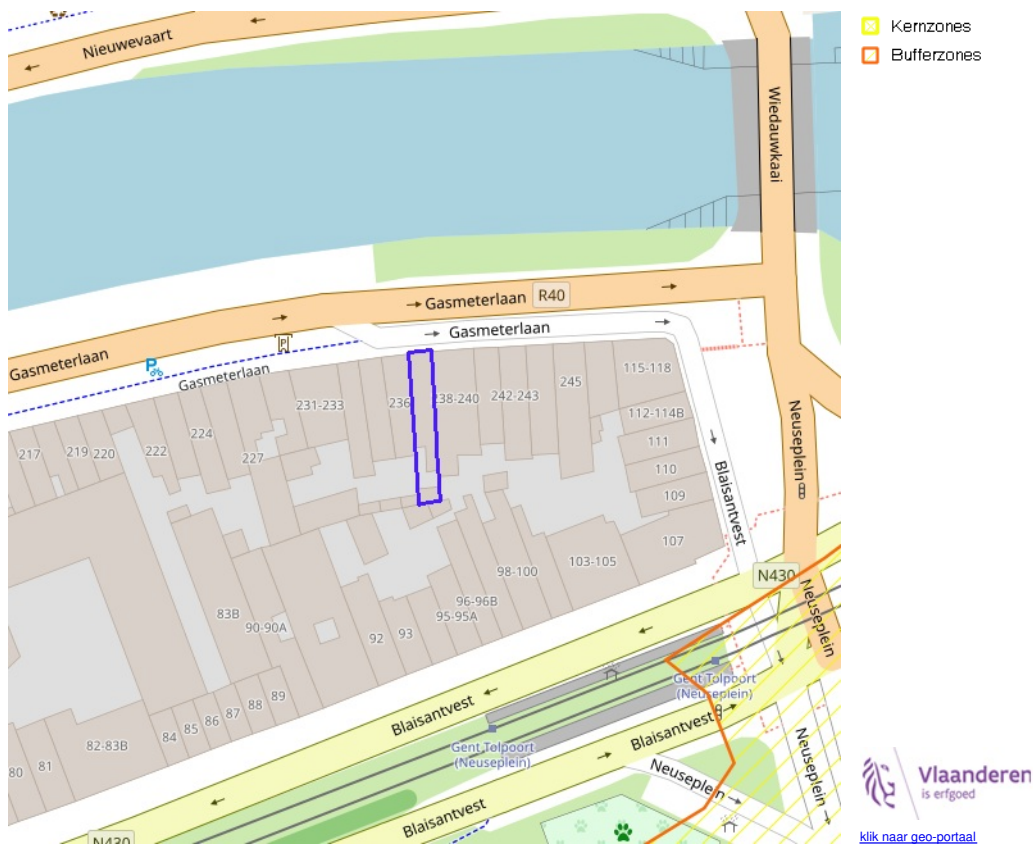 Nieuwevaart
Wiedauwkaai
Kernzones
Bufferzones
Gasmeterlaan R40
Gasmeterlaan
Gasmeterlaan
P
P
Gasmeterlaan
115-118
245
231-233
236
238-240
242-243
112-114B
224
111
217
219
220
222
227
110
109
Neuseplein
Blaisantvest
107
103-105
98-100
N430
96-96B
95-95A
83B
90-90A
92
93
Neuseplein
Gent Tolpoort
(Neuseplein)
89
88
87
86
85
84
82-83B
81
80
Blaisantvest
Blaisantvest
Gent Tolpoort
(Neuseplein)
Neuseplein
Neuseplein
Blaisantvest
N430
Vlaanderen
is erfgoed
klik naar geo-portaal